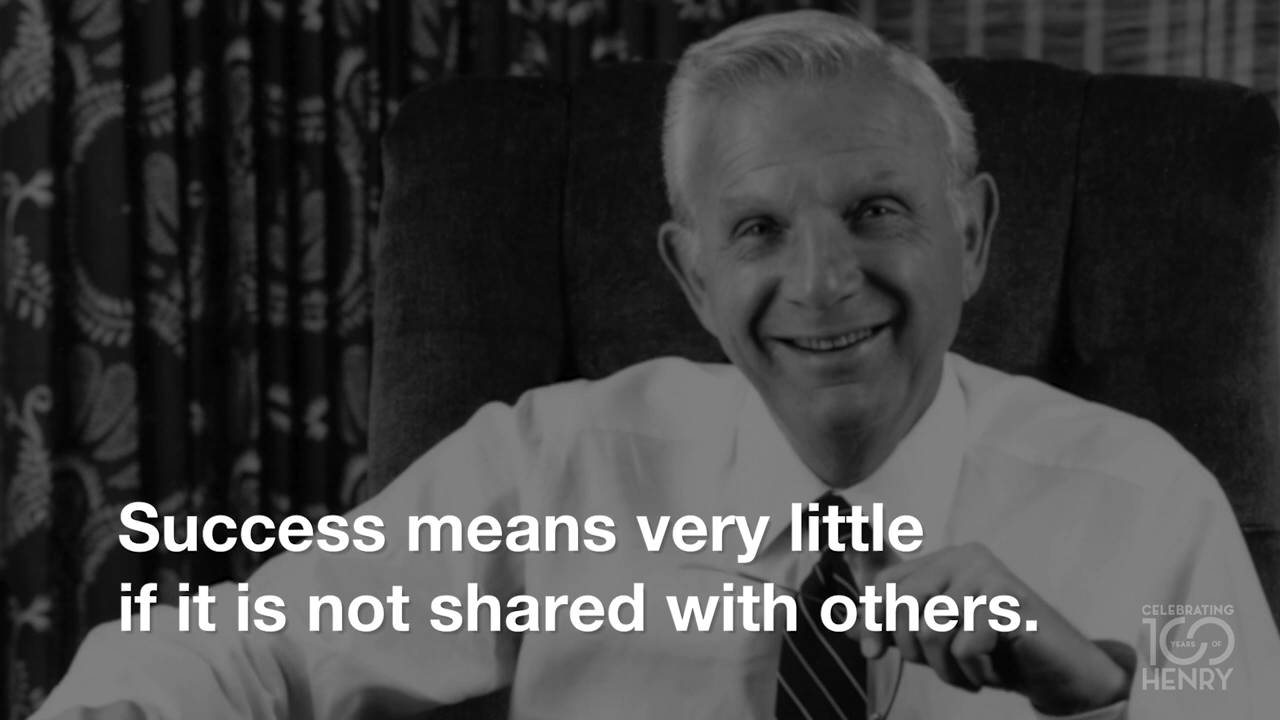 Success means very little
if it is not shared with others.
CELEBRATING
100
YEARS OF
HENRY